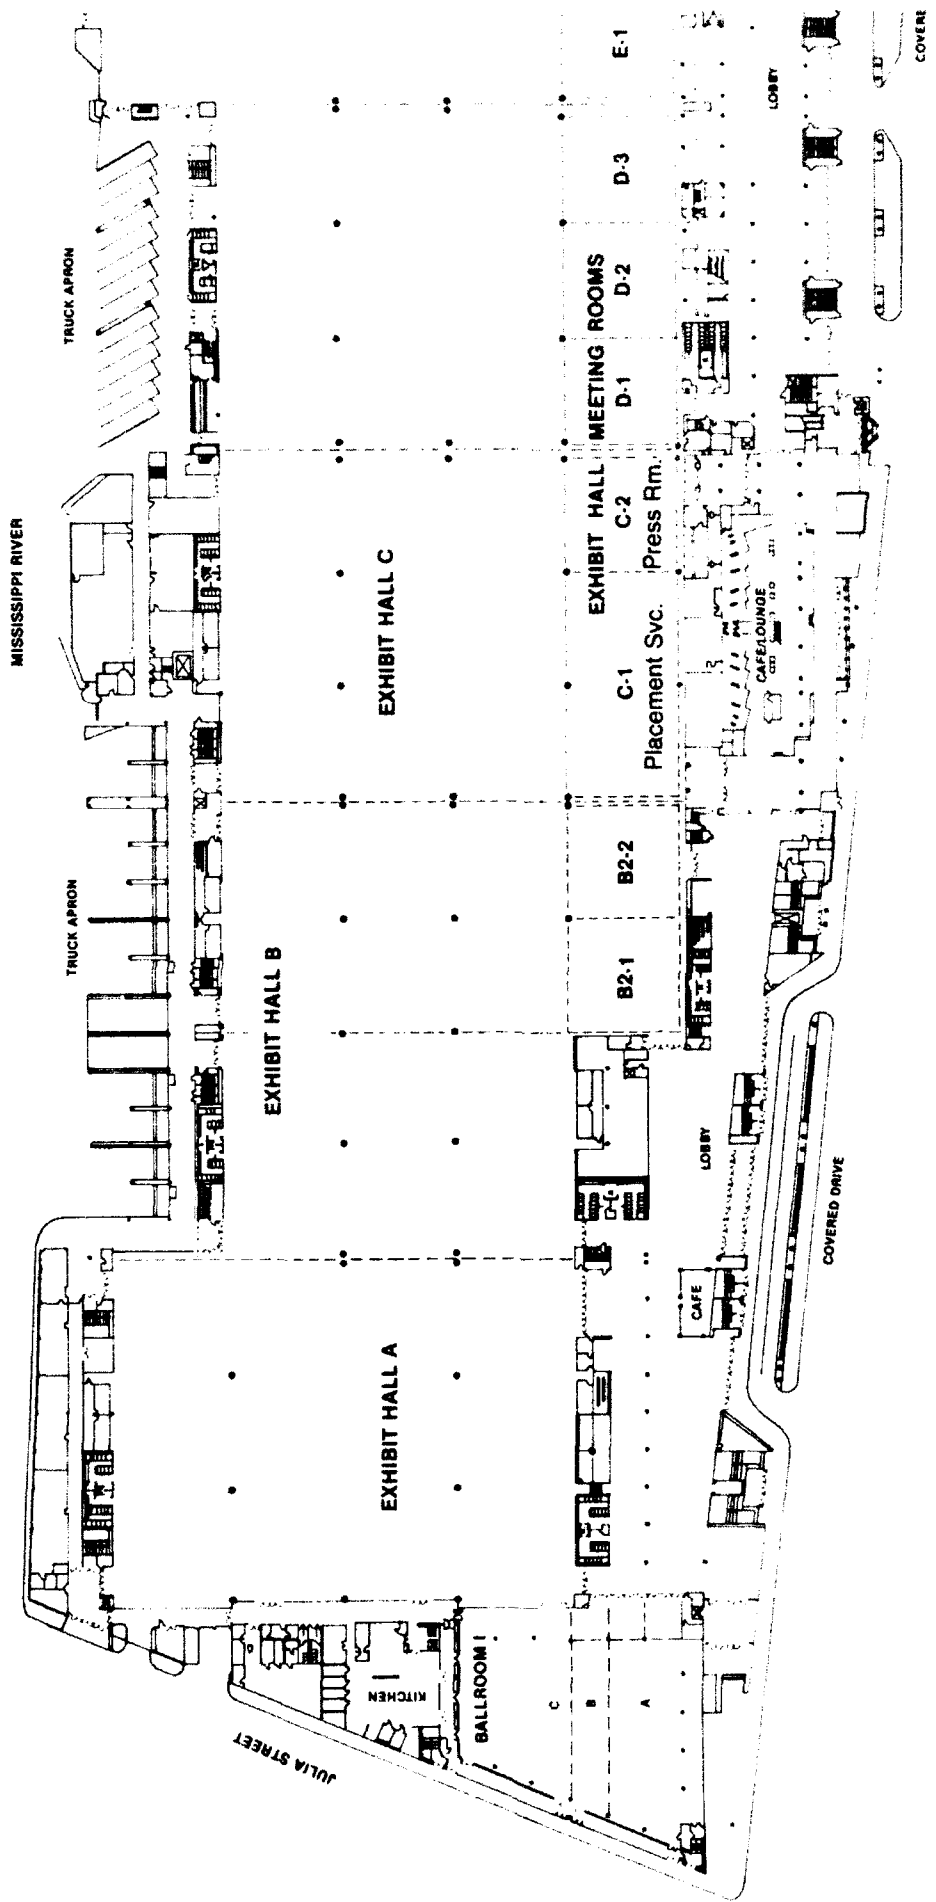 MISSISSIPPI RIVER
TRUCK APRON
TRUCK APRON
EXHIBIT HALL A
EXHIBIT HALL B
EXHIBIT HALL C
EXHIBIT HALL MEETING ROOMS
B2-1
B2-2
C-1
C-2
D-1
D-2
D-3
E-1
Placement Svc.
Press Rm.
CAFE/LOUNGE
LOBBY
LOBBY
CAFE
COVERED DRIVE
COVERE
JULIA STREET
KITCHEN
BALLROOM I
C
B
A